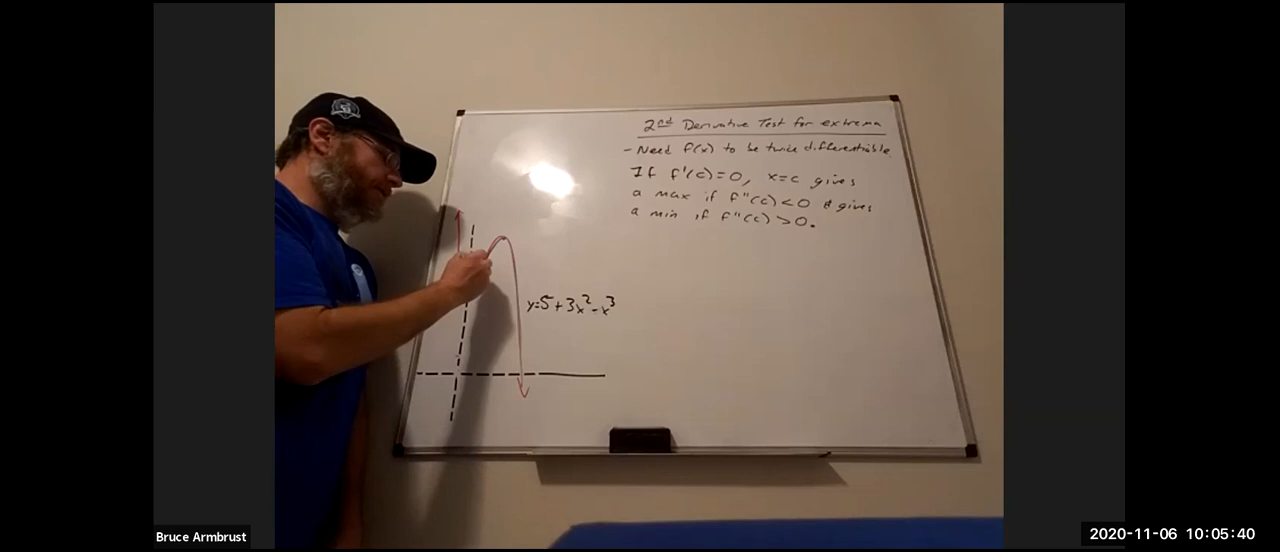 2nd Derivative Test for extrema
- Need f(x) to be twice differentiable.
If f'(c)=0, x=c gives
a max if f"(c)<0 & gives
a min if f"(c)>0.
y=5+3x²-x³
Bruce Armbrust
2020-11-06 10:05:40